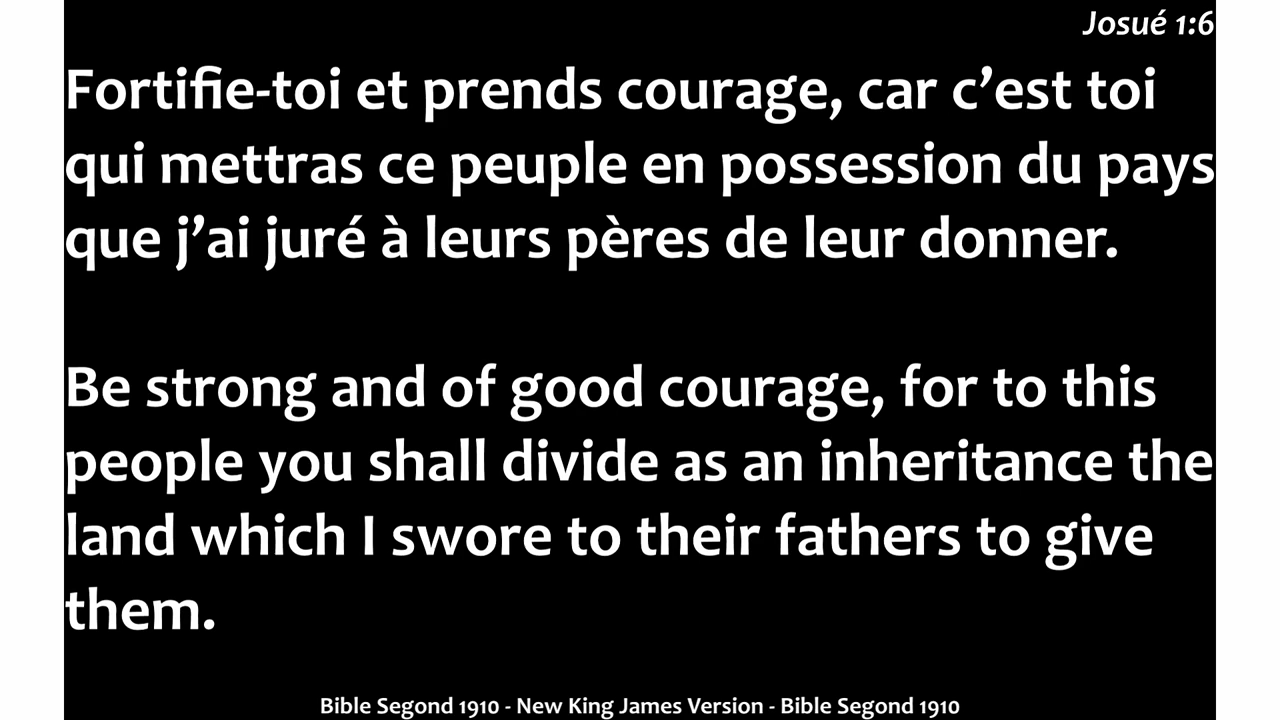 Josué 1:6
Fortifie-toi et prends courage, car c’est toi
qui mettras ce peuple en possession du pays
que j’ai juré à leurs pères de leur donner.
Be strong and of good courage, for to this
people you shall divide as an inheritance the
land which I swore to their fathers to give
them.
Bible Segond 1910 - New King James Version - Bible Segond 1910